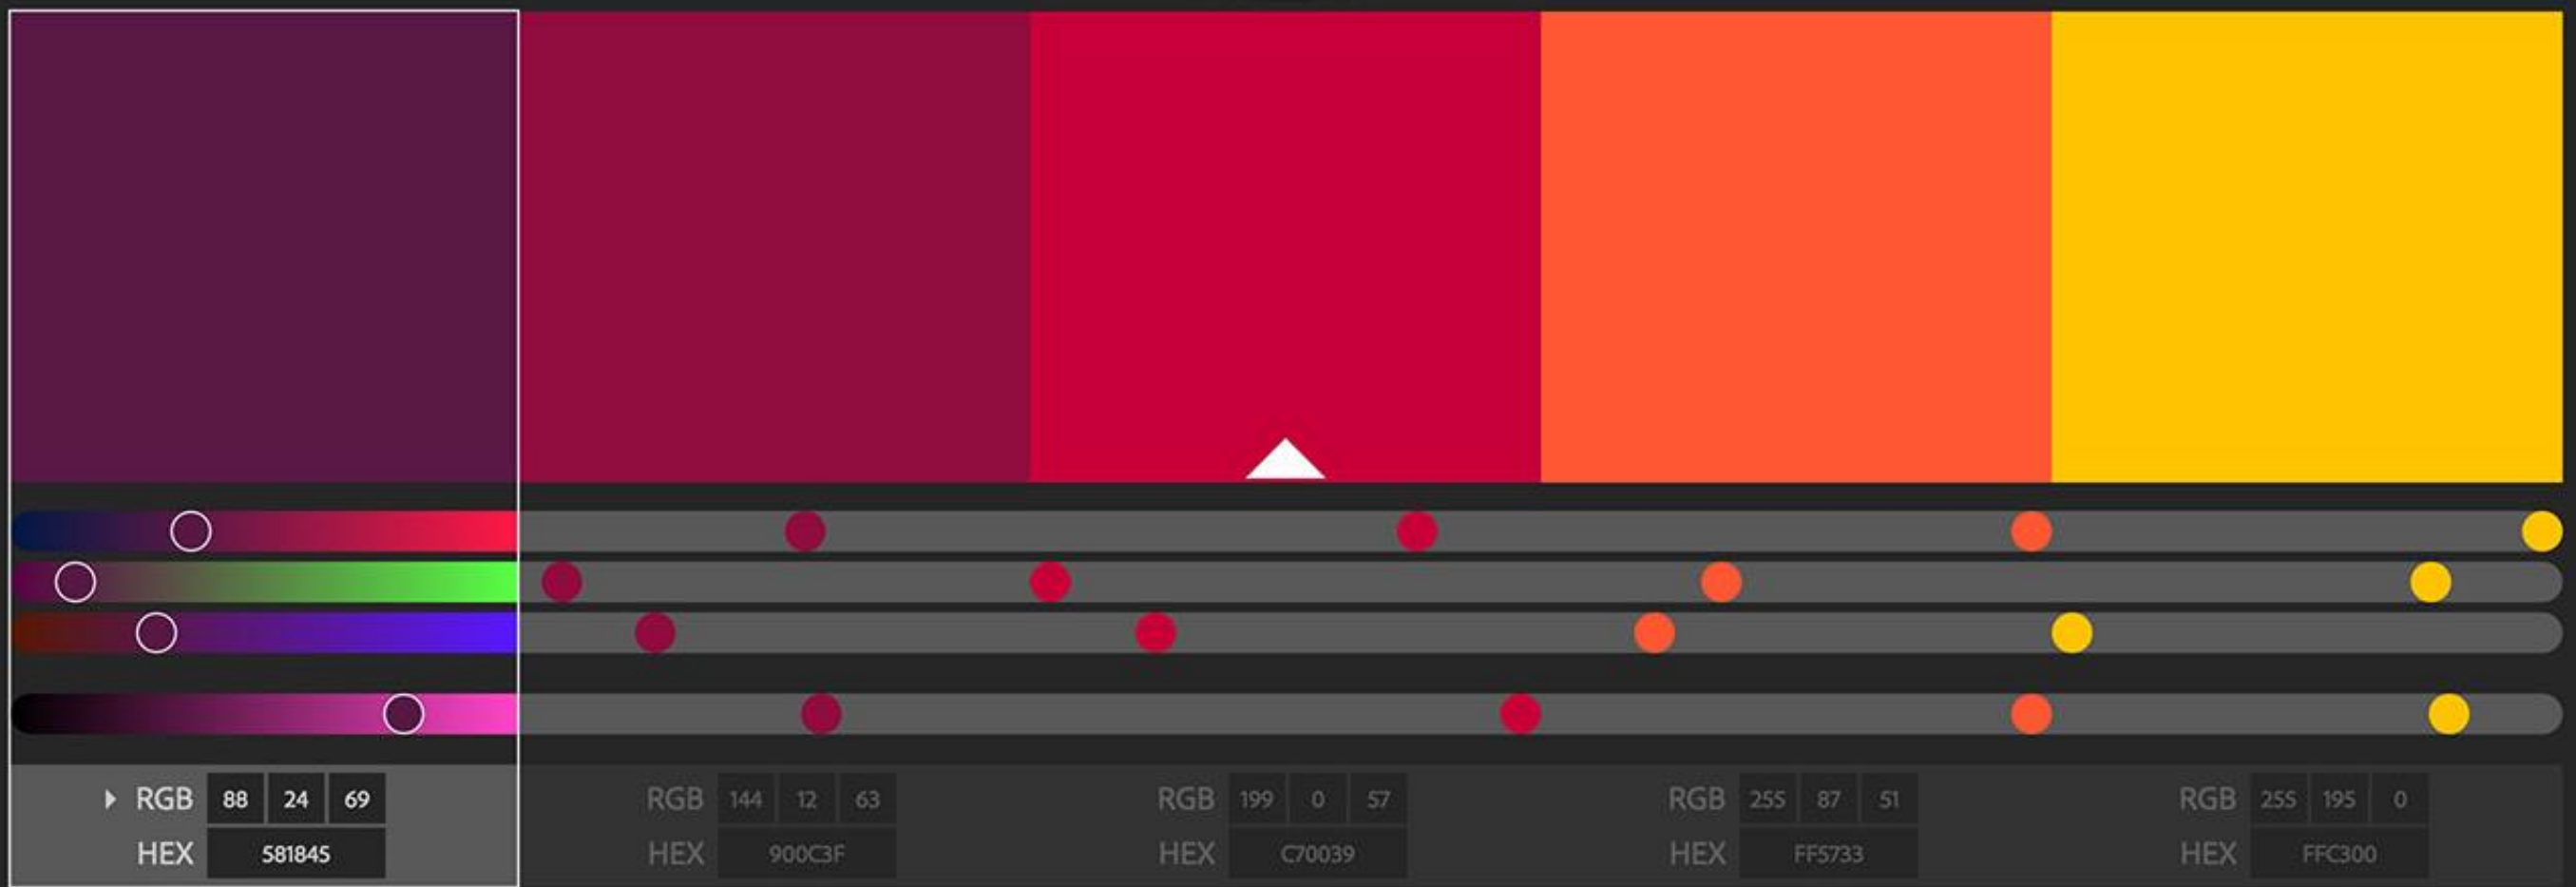 RGB 88 24 69 RGB 144 12 63 RGB 199 0 57 RGB 255 87 51 RGB 255 195 0
HEX 581845 HEX 900C3F HEX C70039 HEX FF5733 HEX FFC300